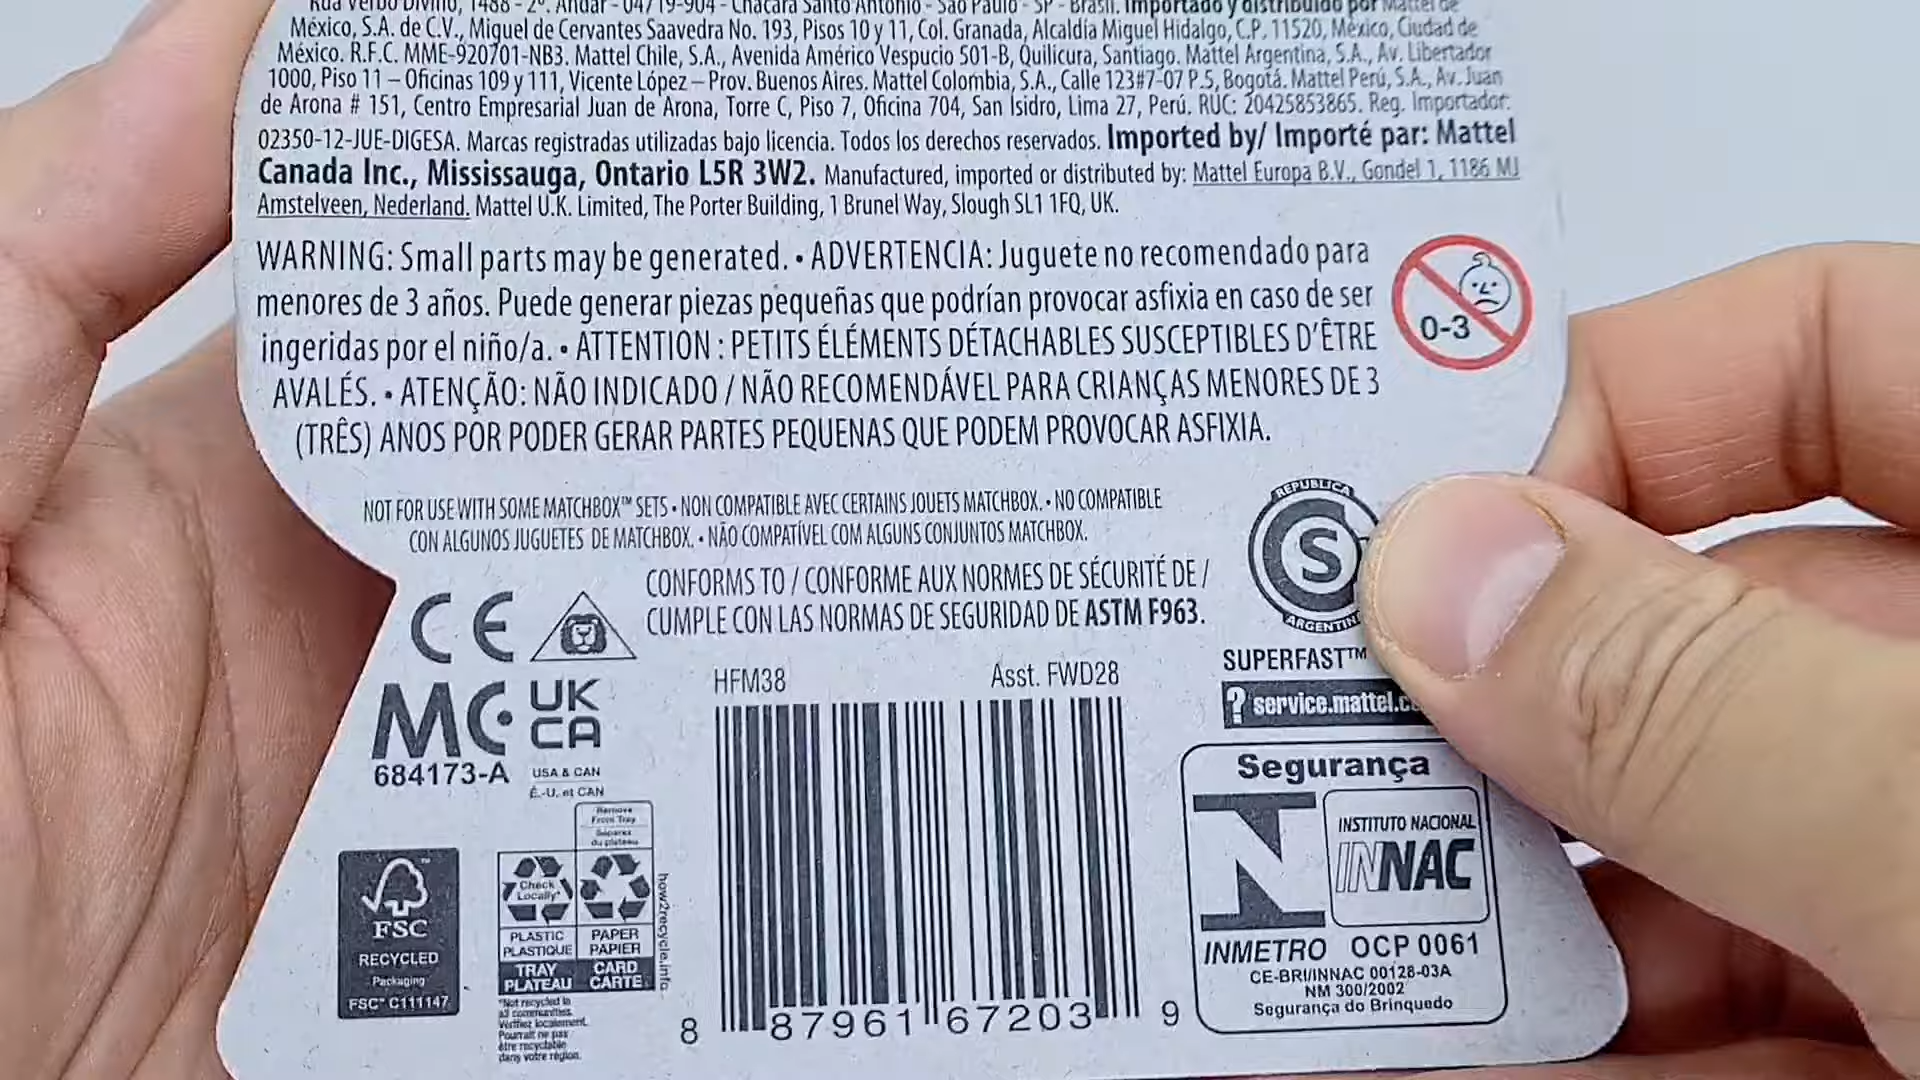 Rua Verbo Divino, 1488 - 2º. Andar - 04719-904 - Chácara Santo Antônio - São Paulo - SP - Brasil. Importado y distribuido por Mattel de
México, S.A. de C.V., Miguel de Cervantes Saavedra No. 193, Pisos 10 y 11, Col. Granada, Alcaldía Miguel Hidalgo, C.P. 11520, México, Ciudad de
México. R.F.C. MME-920701-NB3. Mattel Chile, S.A., Avenida Américo Vespucio 501-B, Quilicura, Santiago. Mattel Argentina, S.A., Av. Libertador
1000, Piso 11 – Oficinas 109 y 111, Vicente López – Prov. Buenos Aires. Mattel Colombia, S.A., Calle 123#7-07 P.5, Bogotá. Mattel Perú, S.A., Av. Juan
de Arona # 151, Centro Empresarial Juan de Arona, Torre C, Piso 7, Oficina 704, San Isidro, Lima 27, Perú. RUC: 20425853865. Reg. Importador:
02350-12-JUE-DIGESA. Marcas registradas utilizadas bajo licencia. Todos los derechos reservados. Imported by/ Importé par: Mattel
Canada Inc., Mississauga, Ontario L5R 3W2. Manufactured, imported or distributed by: Mattel Europa B.V., Gondel 1, 1186 MJ
Amstelveen, Nederland. Mattel U.K. Limited, The Porter Building, 1 Brunel Way, Slough SL1 1FQ, UK.
WARNING: Small parts may be generated. • ADVERTENCIA: Juguete no recomendado para
menores de 3 años. Puede generar piezas pequeñas que podrían provocar asfixia en caso de ser
ingeridas por el niño/a. • ATTENTION : PETITS ÉLÉMENTS DÉTACHABLES SUSCEPTIBLES D'ÊTRE
AVALÉS. • ATENÇÃO: NÃO INDICADO / NÃO RECOMENDÁVEL PARA CRIANÇAS MENORES DE 3
(TRÊS) ANOS POR PODER GERAR PARTES PEQUENAS QUE PODEM PROVOCAR ASFIXIA.
0-3
NOT FOR USE WITH SOME MATCHBOX™ SETS • NON COMPATIBLE AVEC CERTAINS JOUETS MATCHBOX. • NO COMPATIBLE
CON ALGUNOS JUGUETES DE MATCHBOX. • NÃO COMPATÍVEL COM ALGUNS CONJUNTOS MATCHBOX.
CE
CONFORMS TO / CONFORME AUX NORMES DE SÉCURITÉ DE /
CUMPLE CON LAS NORMAS DE SEGURIDAD DE ASTM F963.
REPUBLICA
S
ARGENTIN
HFM38
Asst. FWD28
SUPERFAST™
? service.mattel.c
MC
UK
CA
684173-A
USA & CAN
É.-U. et CAN
Remove
From Tray
Séparez
du plateau
Check
Locally*
PLASTIC
PLASTIQUE
TRAY
PLATEAU
PAPER
PAPIER
CARD
CARTE
how2recycle.info
*Not recycled in
all communities.
Vérifiez localement.
Pourrait ne pas
être recyclable
dans votre région.
FSC
RECYCLED
Packaging
FSC® C111147
8 87961 67203 9
Segurança
INSTITUTO NACIONAL
INNAC
INMETRO OCP 0061
CE-BRI/INNAC 00128-03A
NM 300/2002
Segurança do Brinquedo